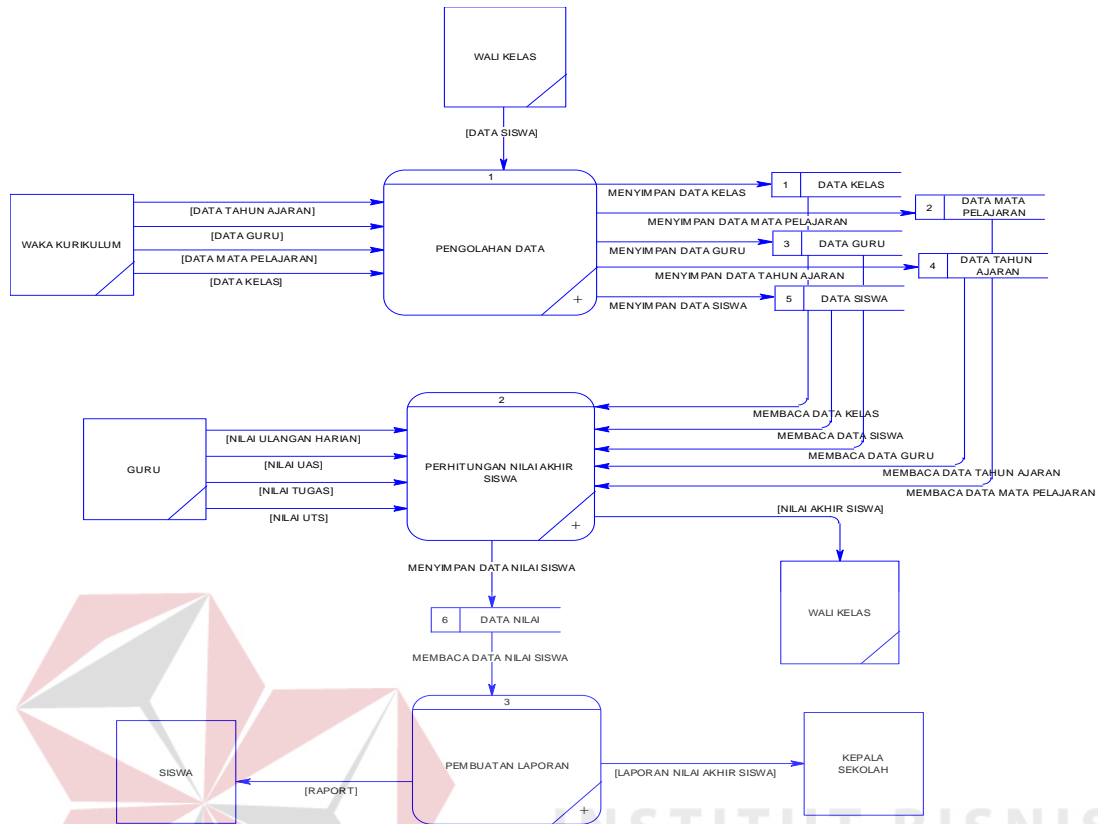 WALI KELAS
[DATA SISWA]
1
PENGOLAHAN DATA
WAKA KURIKULUM
[DATA TAHUN AJARAN]
[DATA GURU]
[DATA MATA PELAJARAN]
[DATA KELAS]
MENYIMPAN DATA KELAS
MENYIMPAN DATA MATA PELAJARAN
MENYIMPAN DATA GURU
MENYIMPAN DATA TAHUN AJARAN
MENYIMPAN DATA SISWA
1 DATA KELAS
2 DATA MATA
PELAJARAN
3 DATA GURU
4 DATA TAHUN
AJARAN
5 DATA SISWA
2
PERHITUNGAN NILAI AKHIR
SISWA
GURU
[NILAI ULANGAN HARIAN]
[NILAI UAS]
[NILAI TUGAS]
[NILAI UTS]
MEMBACA DATA KELAS
MEMBACA DATA SISWA
MEMBACA DATA GURU
MEMBACA DATA TAHUN AJARAN
MEMBACA DATA MATA PELAJARAN
[NILAI AKHIR SISWA]
WALI KELAS
MENYIMPAN DATA NILAI SISWA
6 DATA NILAI
MEMBACA DATA NILAI SISWA
3
PEMBUATAN LAPORAN
SISWA
[RAPORT]
[LAPORAN NILAI AKHIR SISWA]
KEPALA
SEKOLAH
INSTITUT BISNIS